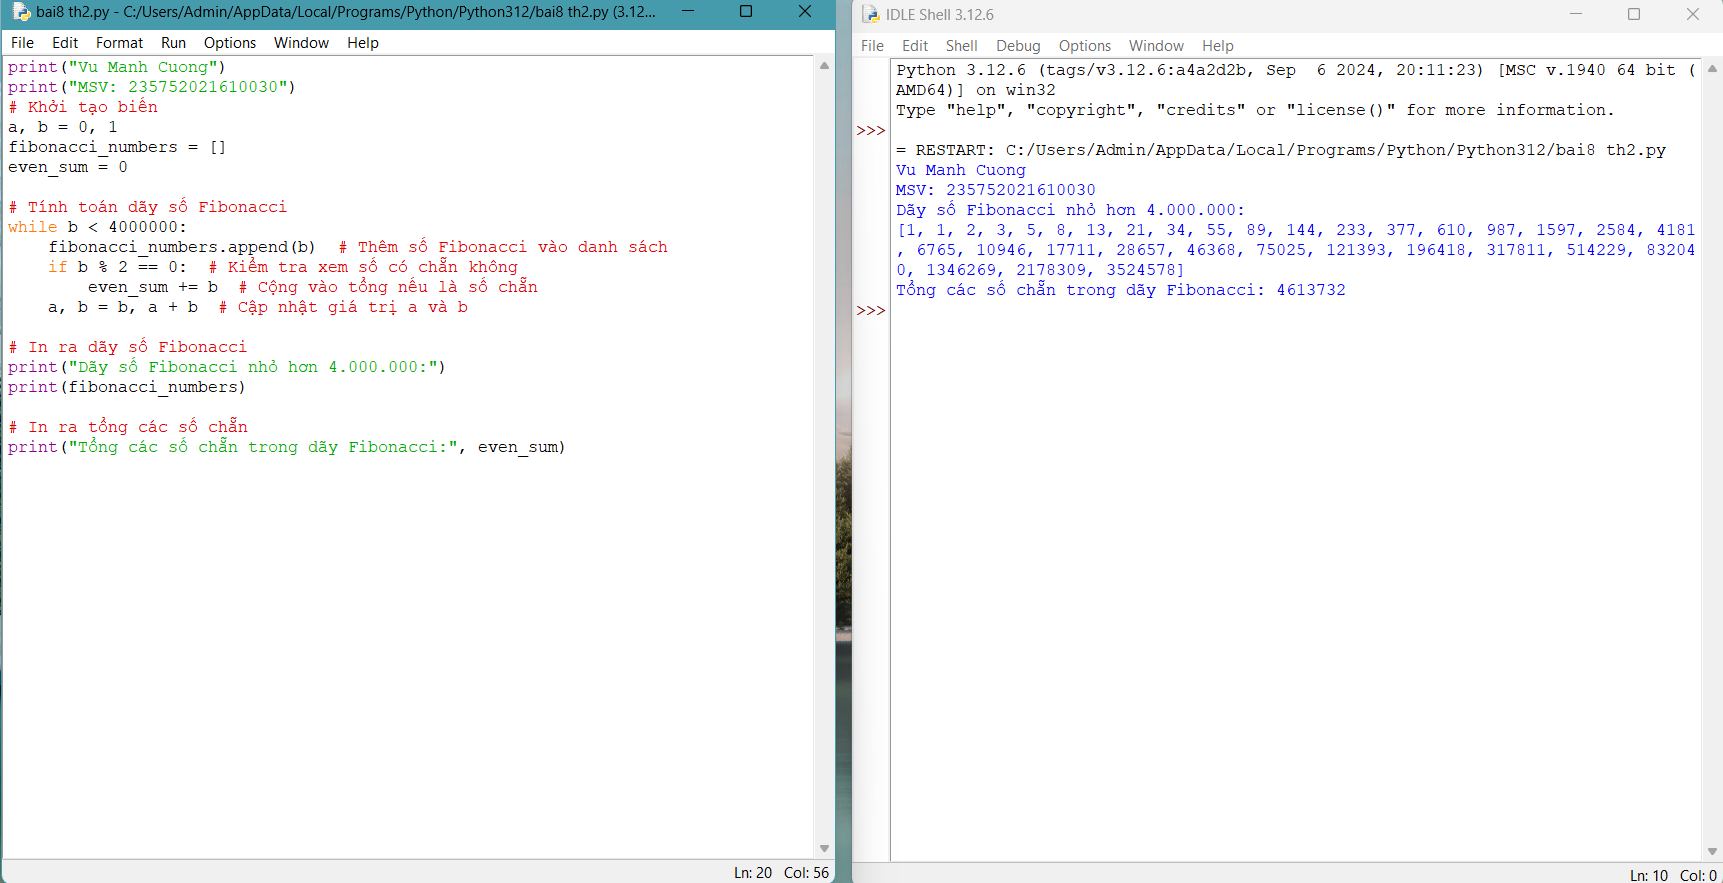 bai8 th2.py - C:/Users/Admin/AppData/Local/Programs/Python/Python312/bai8 th2.py (3.12...
File Edit Format Run Options Window Help
print("Vu Manh Cuong")
print("MSV: 235752021610030")
# Khởi tạo biến
a, b = 0, 1
fibonacci_numbers = []
even_sum = 0
# Tính toán dãy số Fibonacci
while b < 4000000:
    fibonacci_numbers.append(b)  # Thêm số Fibonacci vào danh sách
    if b % 2 == 0:  # Kiểm tra xem số có chẵn không
        even_sum += b  # Cộng vào tổng nếu là số chẵn
    a, b = b, a + b  # Cập nhật giá trị a và b
# In ra dãy số Fibonacci
print("Dãy số Fibonacci nhỏ hơn 4.000.000:")
print(fibonacci_numbers)
# In ra tổng các số chẵn
print("Tổng các số chẵn trong dãy Fibonacci:", even_sum)
Ln: 20 Col: 56
IDLE Shell 3.12.6
File Edit Shell Debug Options Window Help
Python 3.12.6 (tags/v3.12.6:a4a2d2b, Sep  6 2024, 20:11:23) [MSC v.1940 64 bit (
AMD64)] on win32
Type "help", "copyright", "credits" or "license()" for more information.
>>>
= RESTART: C:/Users/Admin/AppData/Local/Programs/Python/Python312/bai8 th2.py
Vu Manh Cuong
MSV: 235752021610030
Dãy số Fibonacci nhỏ hơn 4.000.000:
[1, 1, 2, 3, 5, 8, 13, 21, 34, 55, 89, 144, 233, 377, 610, 987, 1597, 2584, 4181
, 6765, 10946, 17711, 28657, 46368, 75025, 121393, 196418, 317811, 514229, 83204
0, 1346269, 2178309, 3524578]
Tổng các số chẵn trong dãy Fibonacci: 4613732
>>>
Ln: 10 Col: 0